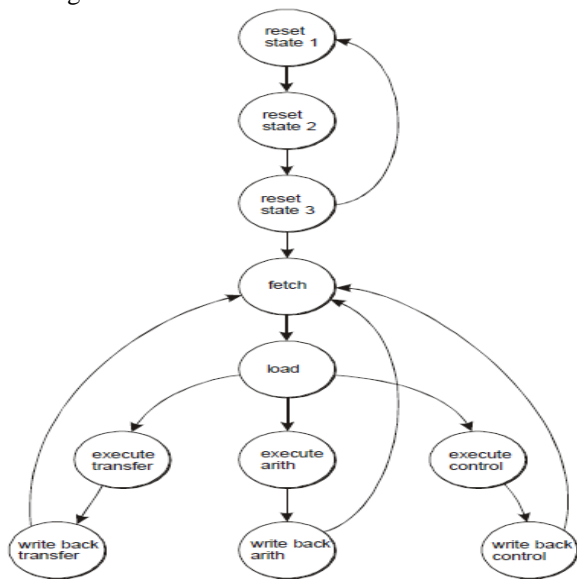 reset
state 1
reset
state 2
reset
state 3
fetch
load
execute
transfer
execute
arith
execute
control
write back
transfer
write back
arith
write back
control